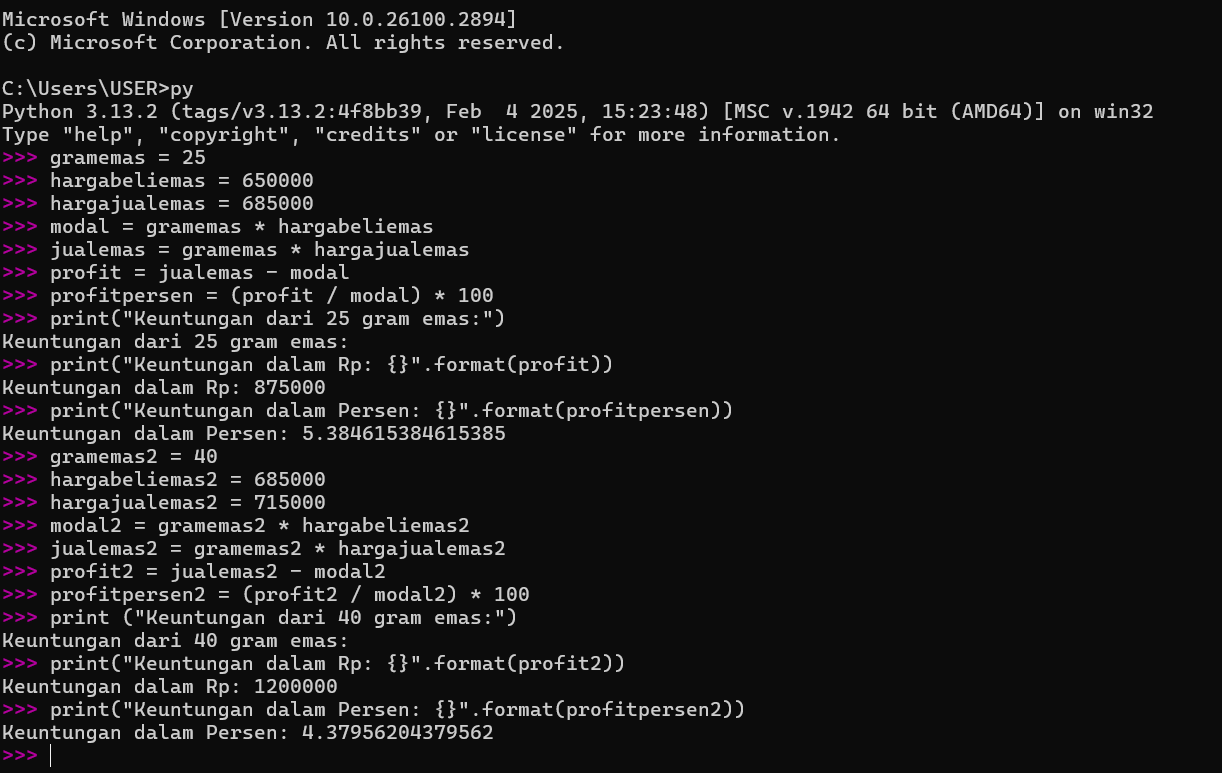 Microsoft Windows [Version 10.0.26100.2894]
(c) Microsoft Corporation. All rights reserved.
C:\Users\USER>py
Python 3.13.2 (tags/v3.13.2:4f8bb39, Feb  4 2025, 15:23:48) [MSC v.1942 64 bit (AMD64)] on win32
Type "help", "copyright", "credits" or "license" for more information.
>>> gramemas = 25
>>> hargabeliemas = 650000
>>> hargajualemas = 685000
>>> modal = gramemas * hargabeliemas
>>> jualemas = gramemas * hargajualemas
>>> profit = jualemas - modal
>>> profitpersen = (profit / modal) * 100
>>> print("Keuntungan dari 25 gram emas:")
Keuntungan dari 25 gram emas:
>>> print("Keuntungan dalam Rp: {}".format(profit))
Keuntungan dalam Rp: 875000
>>> print("Keuntungan dalam Persen: {}".format(profitpersen))
Keuntungan dalam Persen: 5.384615384615385
>>> gramemas2 = 40
>>> hargabeliemas2 = 685000
>>> hargajualemas2 = 715000
>>> modal2 = gramemas2 * hargabeliemas2
>>> jualemas2 = gramemas2 * hargajualemas2
>>> profit2 = jualemas2 - modal2
>>> profitpersen2 = (profit2 / modal2) * 100
>>> print ("Keuntungan dari 40 gram emas:")
Keuntungan dari 40 gram emas:
>>> print("Keuntungan dalam Rp: {}".format(profit2))
Keuntungan dalam Rp: 1200000
>>> print("Keuntungan dalam Persen: {}".format(profitpersen2))
Keuntungan dalam Persen: 4.37956204379562
>>>